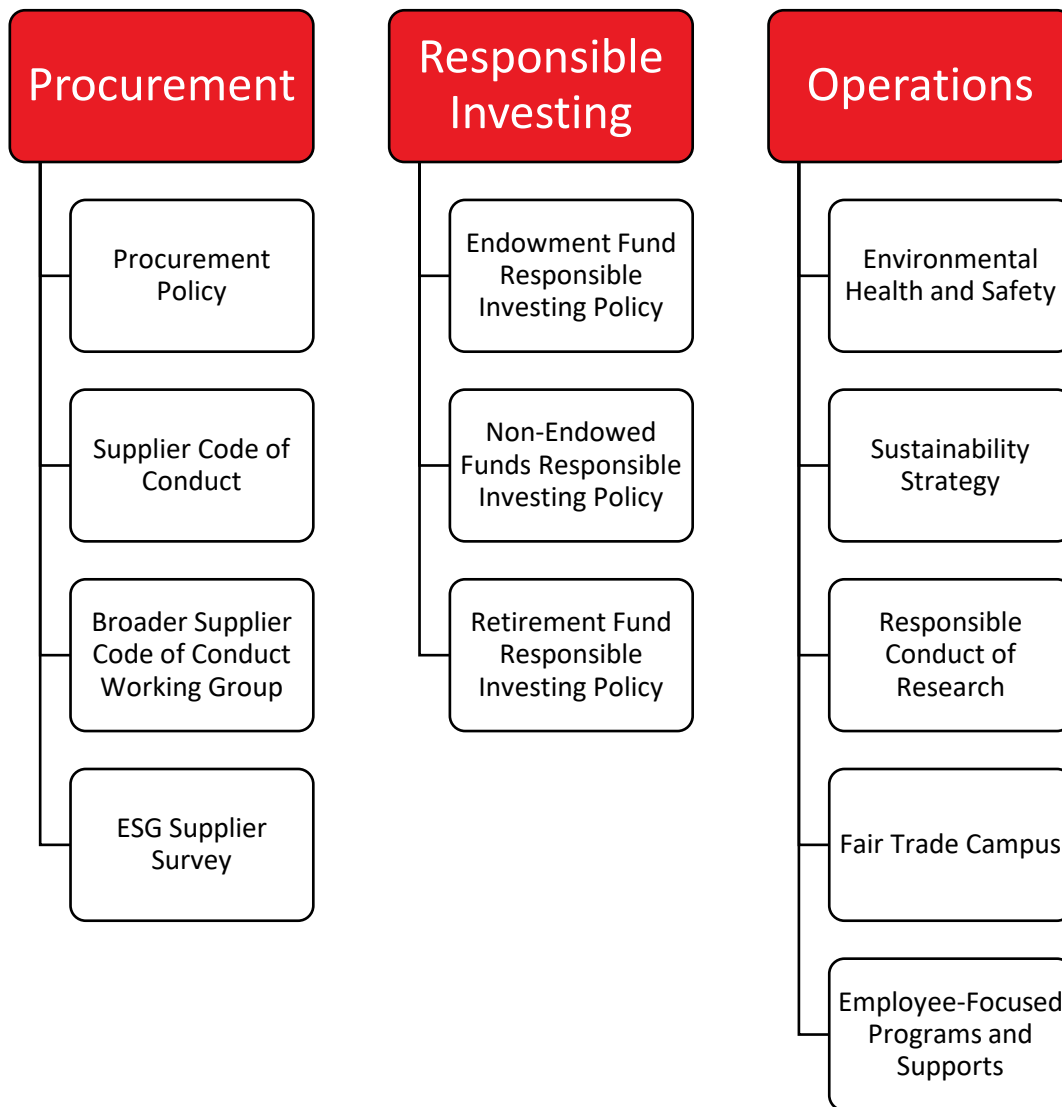 Procurement
Procurement
Policy
Supplier Code of
Conduct
Broader Supplier
Code of Conduct
Working Group
ESG Supplier
Survey
Responsible
Investing
Endowment Fund
Responsible
Investing Policy
Non-Endowed
Funds Responsible
Investing Policy
Retirement Fund
Responsible
Investing Policy
Operations
Environmental
Health and Safety
Sustainability
Strategy
Responsible
Conduct of
Research
Fair Trade Campus
Employee-Focused
Programs and
Supports